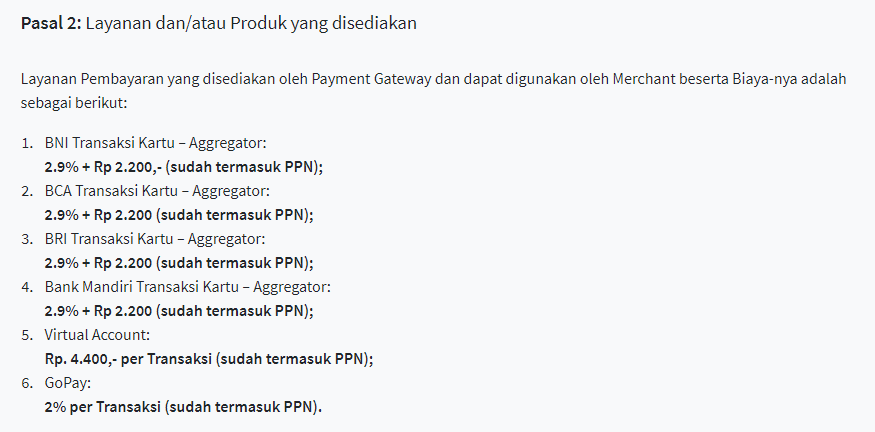 Pasal 2: Layanan dan/atau Produk yang disediakan
Layanan Pembayaran yang disediakan oleh Payment Gateway dan dapat digunakan oleh Merchant beserta Biaya-nya adalah
sebagai berikut:
1. BNI Transaksi Kartu – Aggregator:
2.9% + Rp 2.200,- (sudah termasuk PPN);
2. BCA Transaksi Kartu – Aggregator:
2.9% + Rp 2.200 (sudah termasuk PPN);
3. BRI Transaksi Kartu – Aggregator:
2.9% + Rp 2.200 (sudah termasuk PPN);
4. Bank Mandiri Transaksi Kartu – Aggregator:
2.9% + Rp 2.200 (sudah termasuk PPN);
5. Virtual Account:
Rp. 4.400,- per Transaksi (sudah termasuk PPN);
6. GoPay:
2% per Transaksi (sudah termasuk PPN).